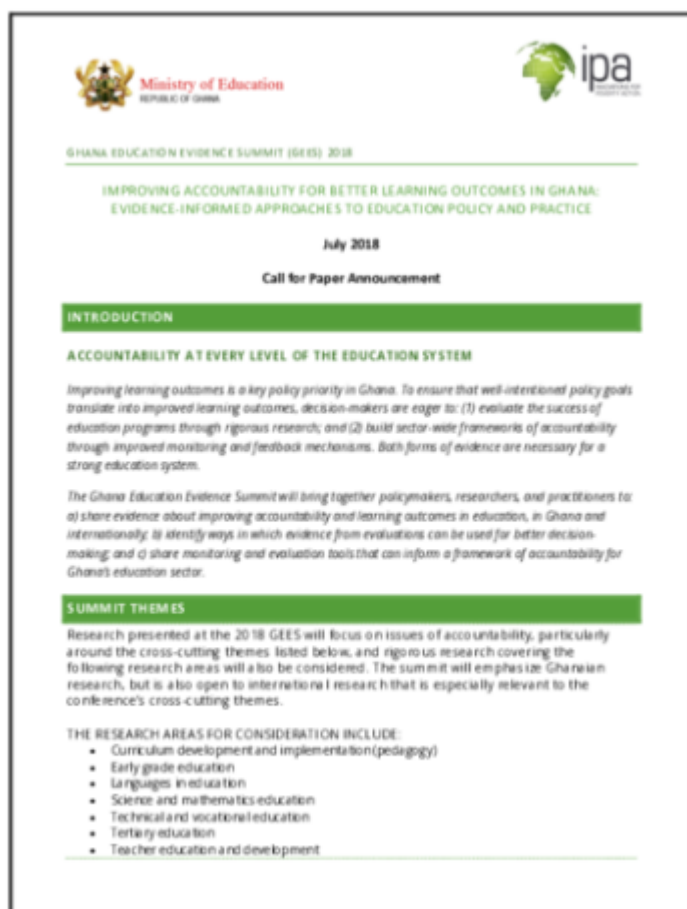 Ministry of Education
REPUBLIC OF GHANA
ipa
INNOVATIONS FOR
POVERTY ACTION
GHANA EDUCATION EVIDENCE SUMMIT (GEES) 2018
IMPROVING ACCOUNTABILITY FOR BETTER LEARNING OUTCOMES IN GHANA:
EVIDENCE-INFORMED APPROACHES TO EDUCATION POLICY AND PRACTICE
July 2018
Call for Paper Announcement
INTRODUCTION
ACCOUNTABILITY AT EVERY LEVEL OF THE EDUCATION SYSTEM
Improving learning outcomes is a key policy priority in Ghana. To ensure that well-intentioned policy goals
translate into improved learning outcomes, decision-makers are eager to: (1) evaluate the success of
education programs through rigorous research; and (2) build sector-wide frameworks of accountability
through improved monitoring and feedback mechanisms. Both forms of evidence are necessary for a
strong education system.
The Ghana Education Evidence Summit will bring together policymakers, researchers, and practitioners to:
a) share evidence about improving accountability and learning outcomes in education, in Ghana and
internationally; b) identify ways in which evidence from evaluations can be used for better decision-
making; and c) share monitoring and evaluation tools that can inform a framework of accountability for
Ghana's education sector.
SUMMIT THEMES
Research presented at the 2018 GEES will focus on issues of accountability, particularly
around the cross-cutting themes listed below, and rigorous research covering the
following research areas will also be considered. The summit will emphasize Ghanaian
research, but is also open to international research that is especially relevant to the
conference's cross-cutting themes.
THE RESEARCH AREAS FOR CONSIDERATION INCLUDE:
• Curriculum development and implementation (pedagogy)
• Early grade education
• Languages in education
• Science and mathematics education
• Technical and vocational education
• Tertiary education
• Teacher education and development